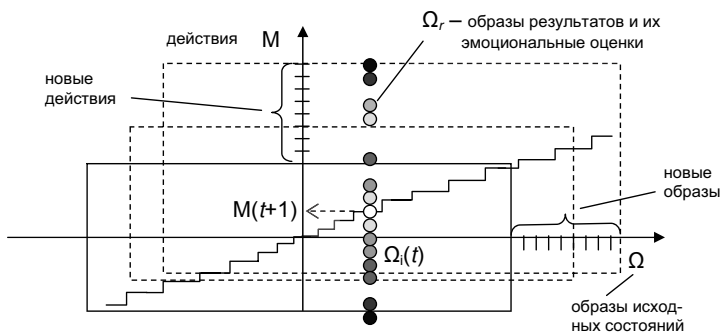 действия
M
Ωr – образы результатов и их
эмоциональные оценки
новые
действия
новые
образы
M(t+1)
Ωi(t)
Ω
образы исход-
ных состояний